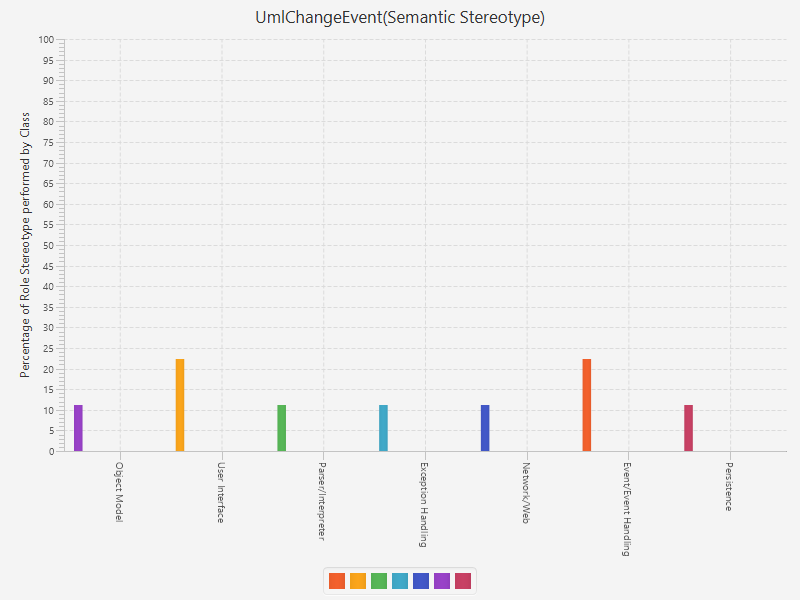 UmlChangeEvent(Semantic Stereotype)
Percentage of Role Stereotype performed by Class
100
95
90
85
80
75
70
65
60
55
50
45
40
35
30
25
20
15
10
5
0
Object Model
User Interface
Parser/Interpreter
Exception Handling
Network/Web
Event/Event Handling
Persistence